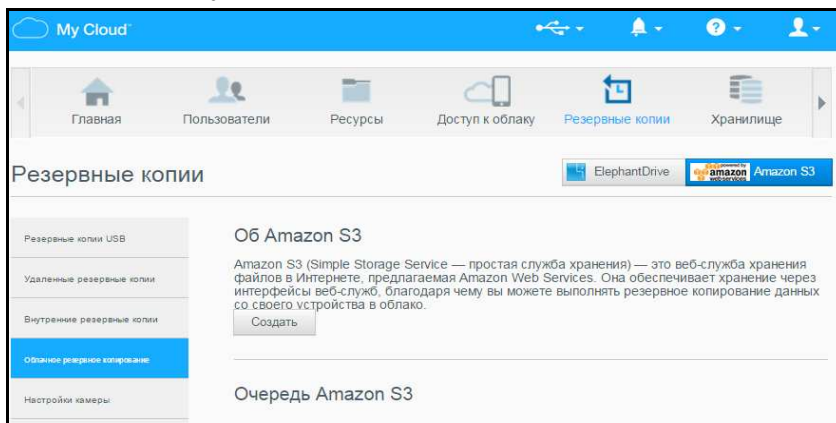 My Cloud
Главная
Пользователи
Ресурсы
Доступ к облаку
Резервные копии
Хранилище
Резервные копии
ElephantDrive
powered by
amazon
webservices
Amazon S3
Резервные копии USB
Удаленные резервные копии
Внутренние резервные копии
Облачное резервное копирование
Настройки камеры
Об Amazon S3
Amazon S3 (Simple Storage Service — простая служба хранения) — это веб-служба хранения
файлов в Интернете, предлагаемая Amazon Web Services. Она обеспечивает хранение через
интерфейсы веб-служб, благодаря чему вы можете выполнять резервное копирование данных
со своего устройства в облако.
Создать
Очередь Amazon S3